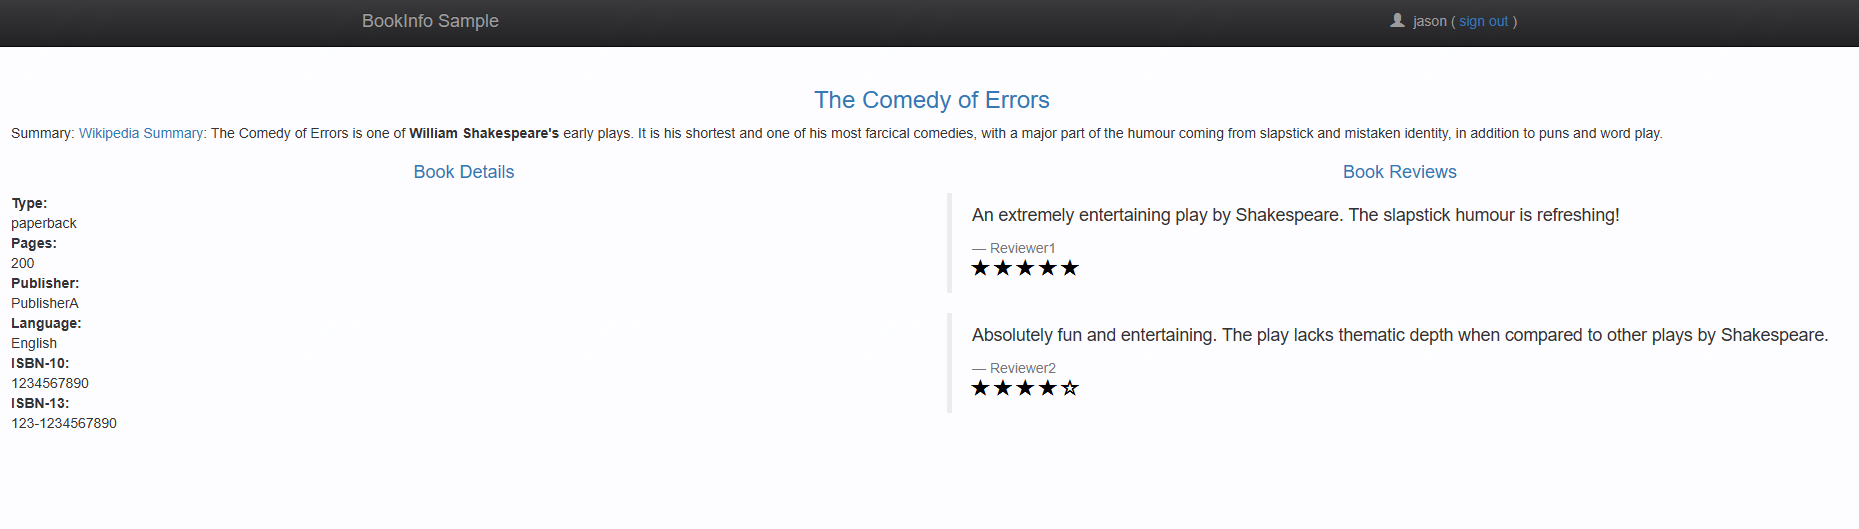 BookInfo Sample
jason ( sign out )
The Comedy of Errors
Summary: Wikipedia Summary: The Comedy of Errors is one of William Shakespeare's early plays. It is his shortest and one of his most farcical comedies, with a major part of the humour coming from slapstick and mistaken identity, in addition to puns and word play.
Book Details
Type:
paperback
Pages:
200
Publisher:
PublisherA
Language:
English
ISBN-10:
1234567890
ISBN-13:
123-1234567890
Book Reviews
An extremely entertaining play by Shakespeare. The slapstick humour is refreshing!
— Reviewer1
★★★★★
Absolutely fun and entertaining. The play lacks thematic depth when compared to other plays by Shakespeare.
— Reviewer2
★★★★☆